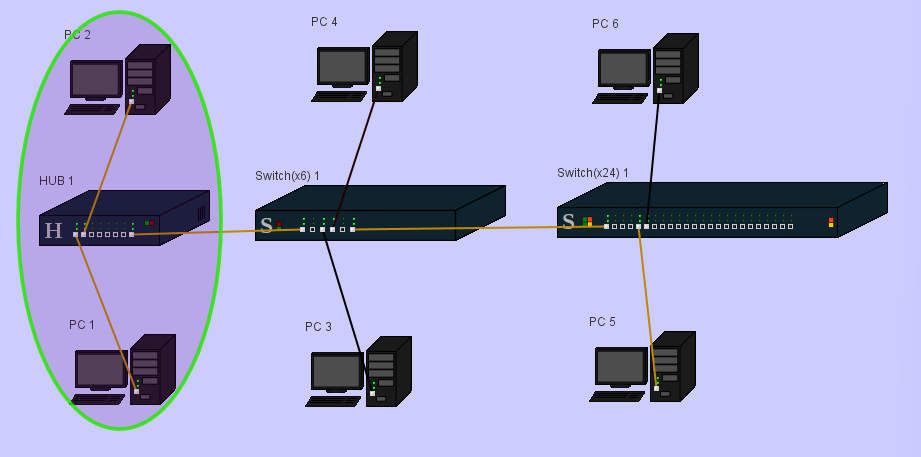 PC 2
PC 4
PC 6
HUB 1
Switch(x6) 1
Switch(x24) 1
H
S
S
PC 1
PC 3
PC 5